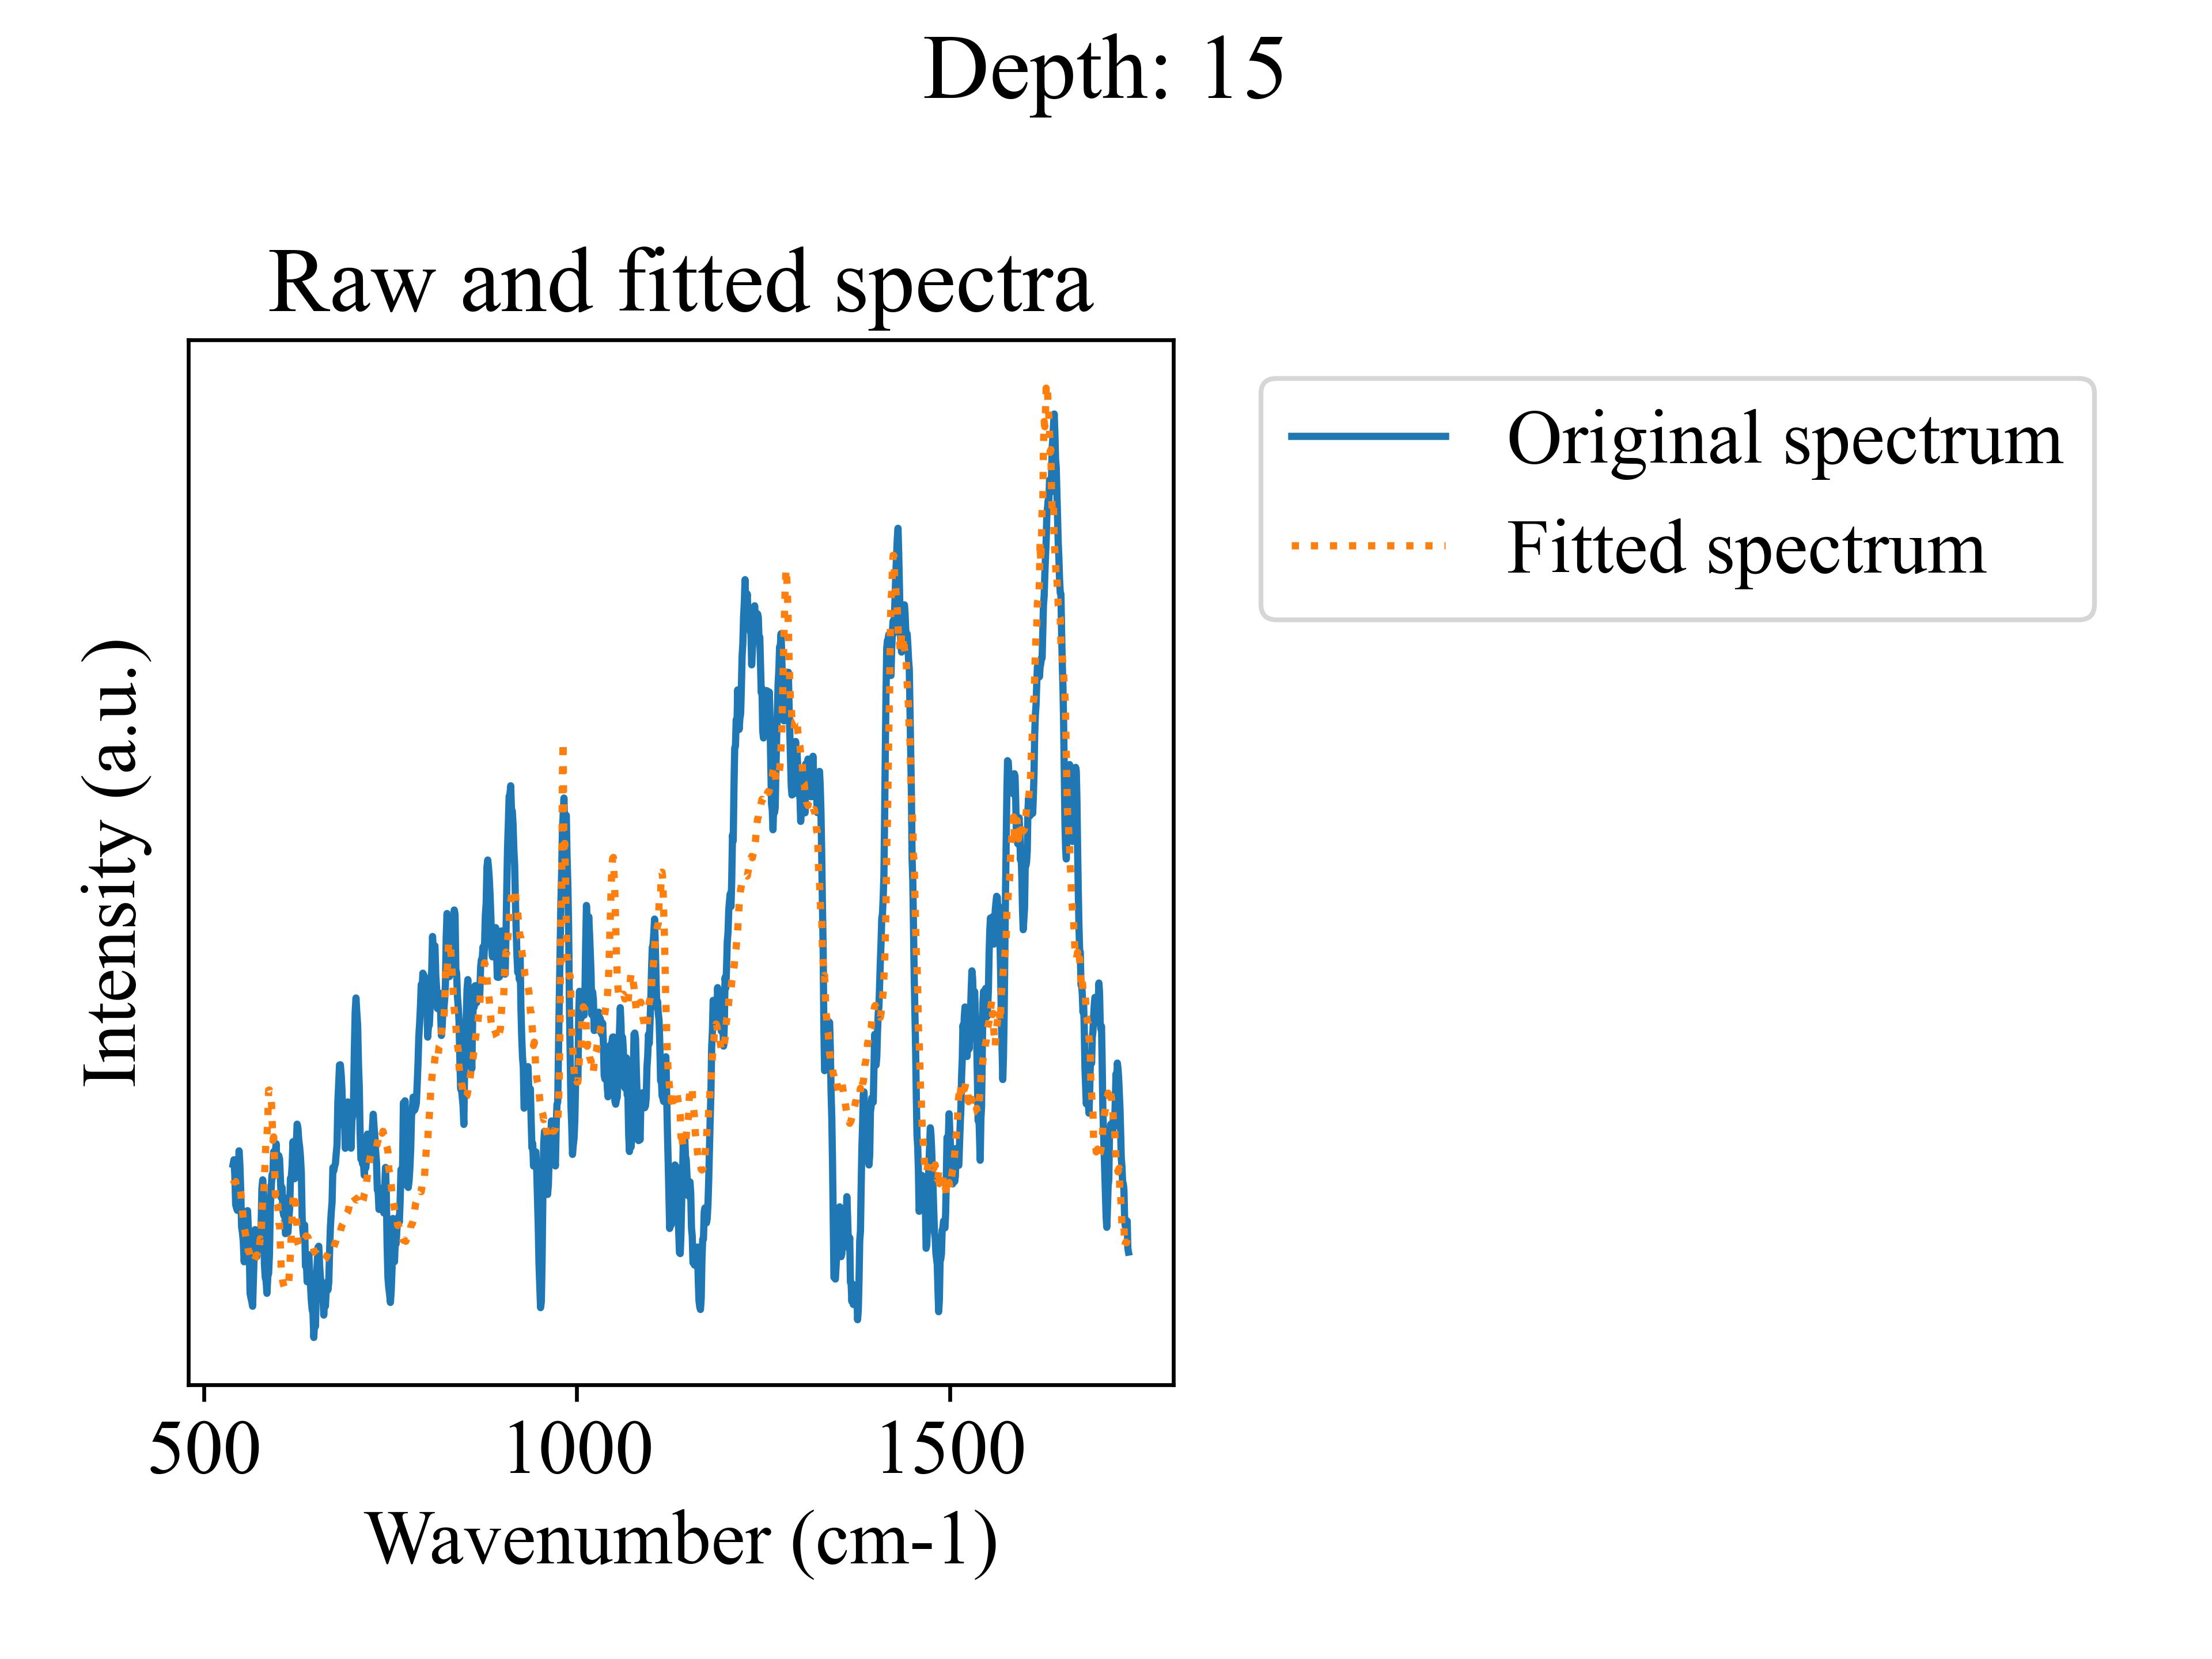 Depth: 15
Raw and fitted spectra
Original spectrum
Fitted spectrum
Intensity (a.u.)
500 1000 1500
Wavenumber (cm-1)